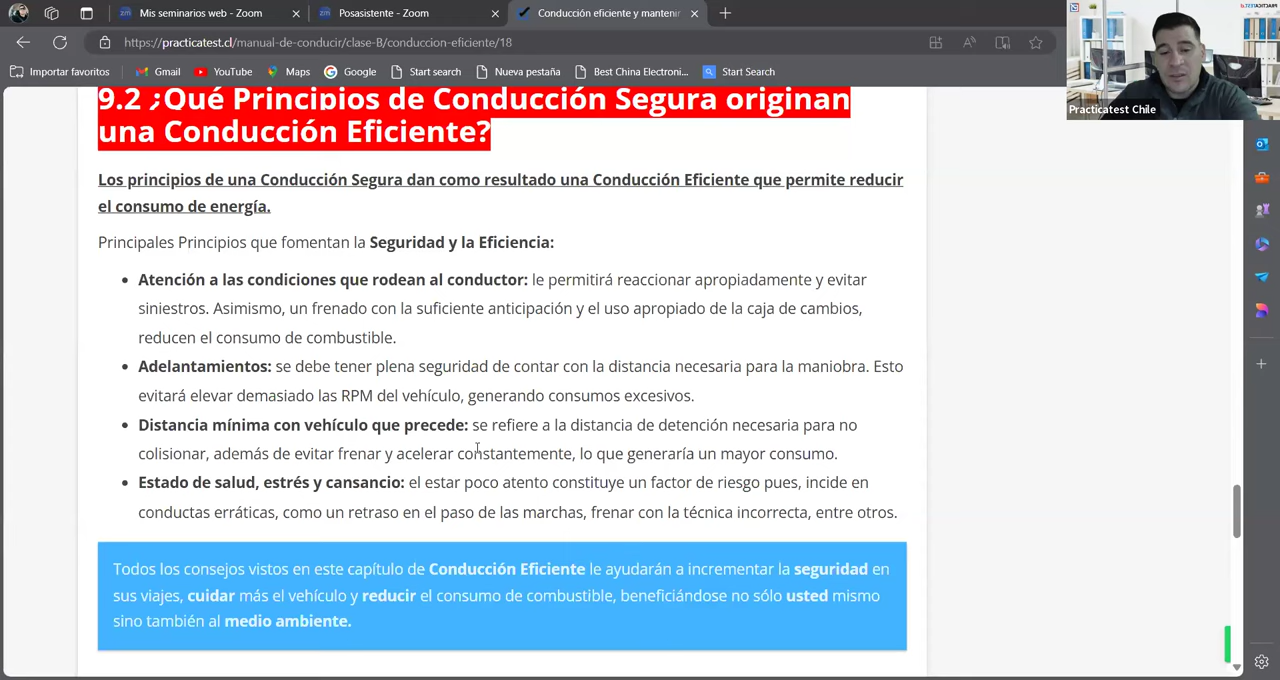 Mis seminarios web - Zoom
Posasistente - Zoom
Conducción eficiente y mantenir
https://practicatest.cl/manual-de-conducir/clase-B/conduccion-eficiente/18
Importar favoritos
Gmail
YouTube
Maps
Google
Start search
Nueva pestaña
Best China Electroni...
Start Search
Practicatest Chile
9.2 ¿Qué Principios de Conducción Segura originan
una Conducción Eficiente?
Los principios de una Conducción Segura dan como resultado una Conducción Eficiente que permite reducir
el consumo de energía.
Principales Principios que fomentan la Seguridad y la Eficiencia:
• Atención a las condiciones que rodean al conductor: le permitirá reaccionar apropiadamente y evitar
siniestros. Asimismo, un frenado con la suficiente anticipación y el uso apropiado de la caja de cambios,
reducen el consumo de combustible.
• Adelantamientos: se debe tener plena seguridad de contar con la distancia necesaria para la maniobra. Esto
evitará elevar demasiado las RPM del vehículo, generando consumos excesivos.
• Distancia mínima con vehículo que precede: se refiere a la distancia de detención necesaria para no
colisionar, además de evitar frenar y acelerar constantemente, lo que generaría un mayor consumo.
• Estado de salud, estrés y cansancio: el estar poco atento constituye un factor de riesgo pues, incide en
conductas erráticas, como un retraso en el paso de las marchas, frenar con la técnica incorrecta, entre otros.
Todos los consejos vistos en este capítulo de Conducción Eficiente le ayudarán a incrementar la seguridad en
sus viajes, cuidar más el vehículo y reducir el consumo de combustible, beneficiándose no sólo usted mismo
sino también al medio ambiente.